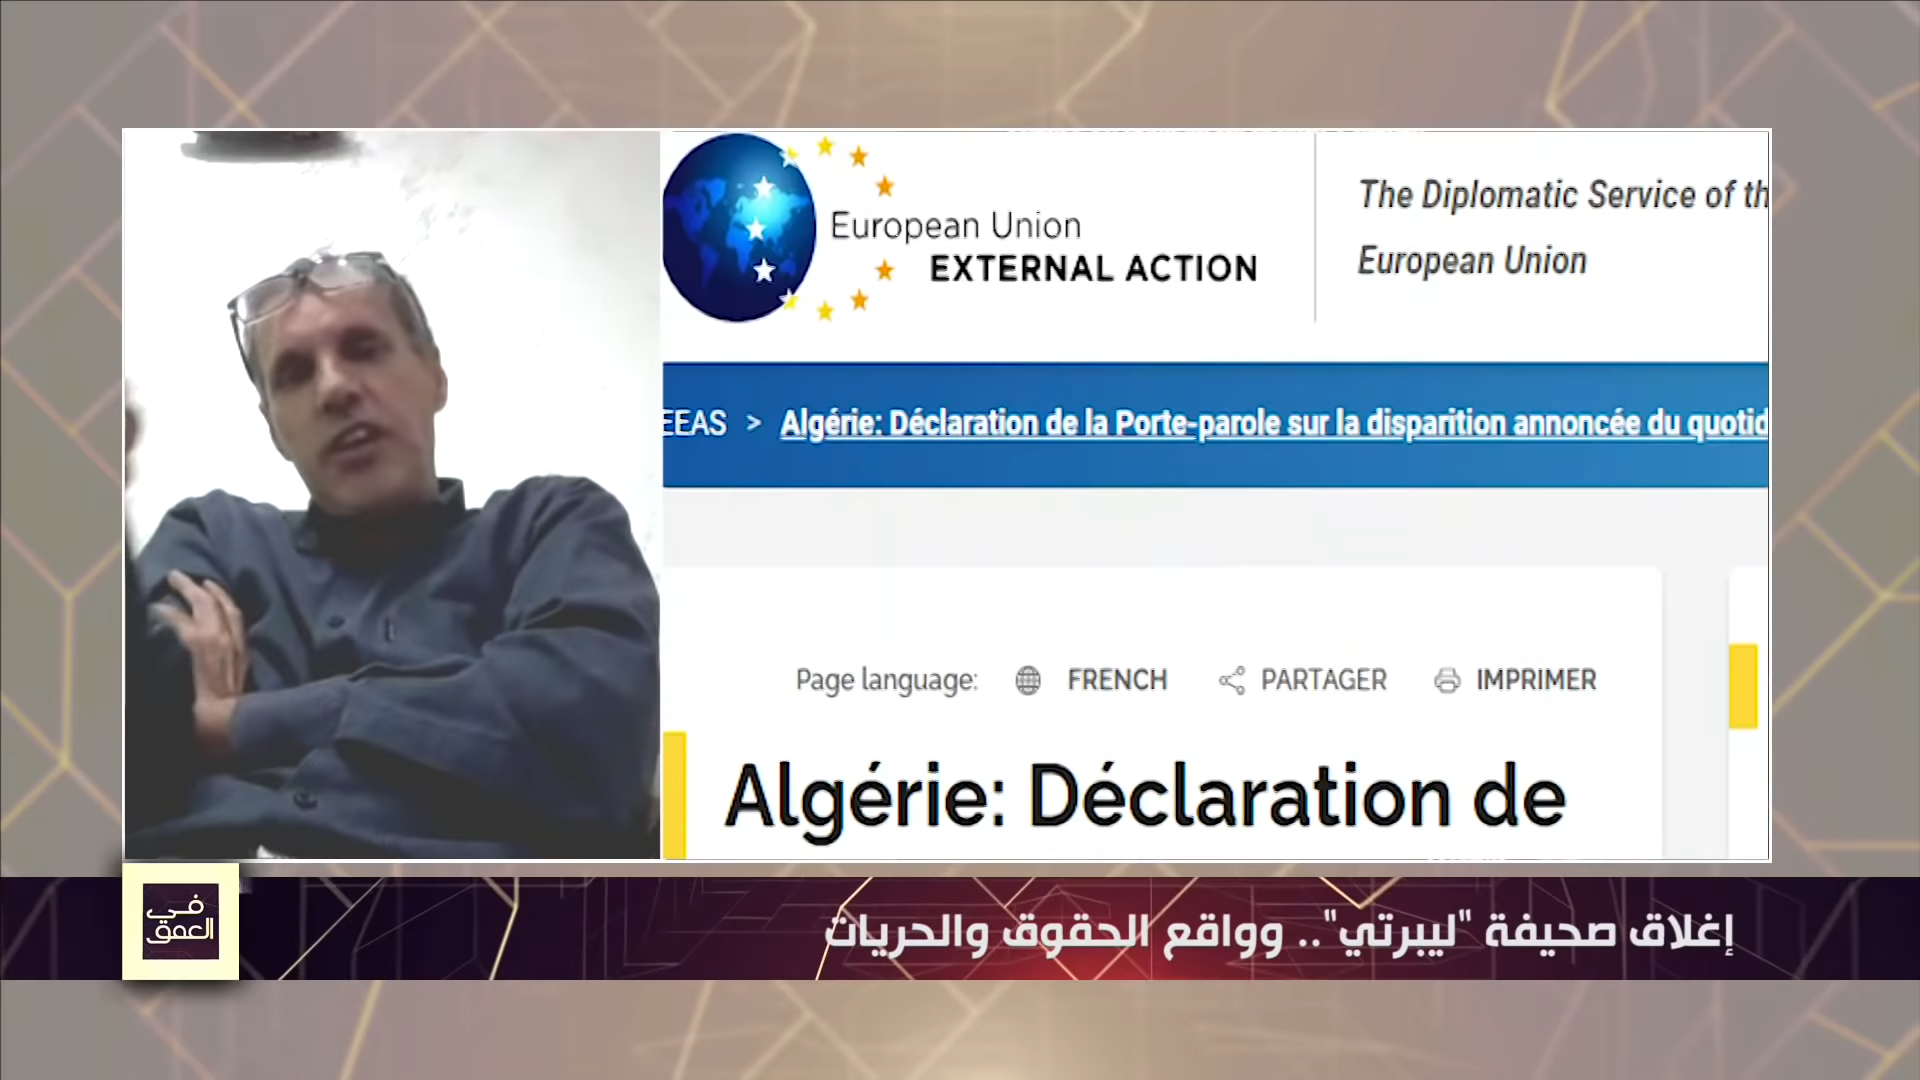 European Union
EXTERNAL ACTION
The Diplomatic Service of th
European Union
EEAS > Algérie: Déclaration de la Porte-parole sur la disparition annoncée du quotid
Page language: FRENCH PARTAGER IMPRIMER
Algérie: Déclaration de
في
العمق
إغلاق صحيفة "ليبرتي" .. وواقع الحقوق والحريات